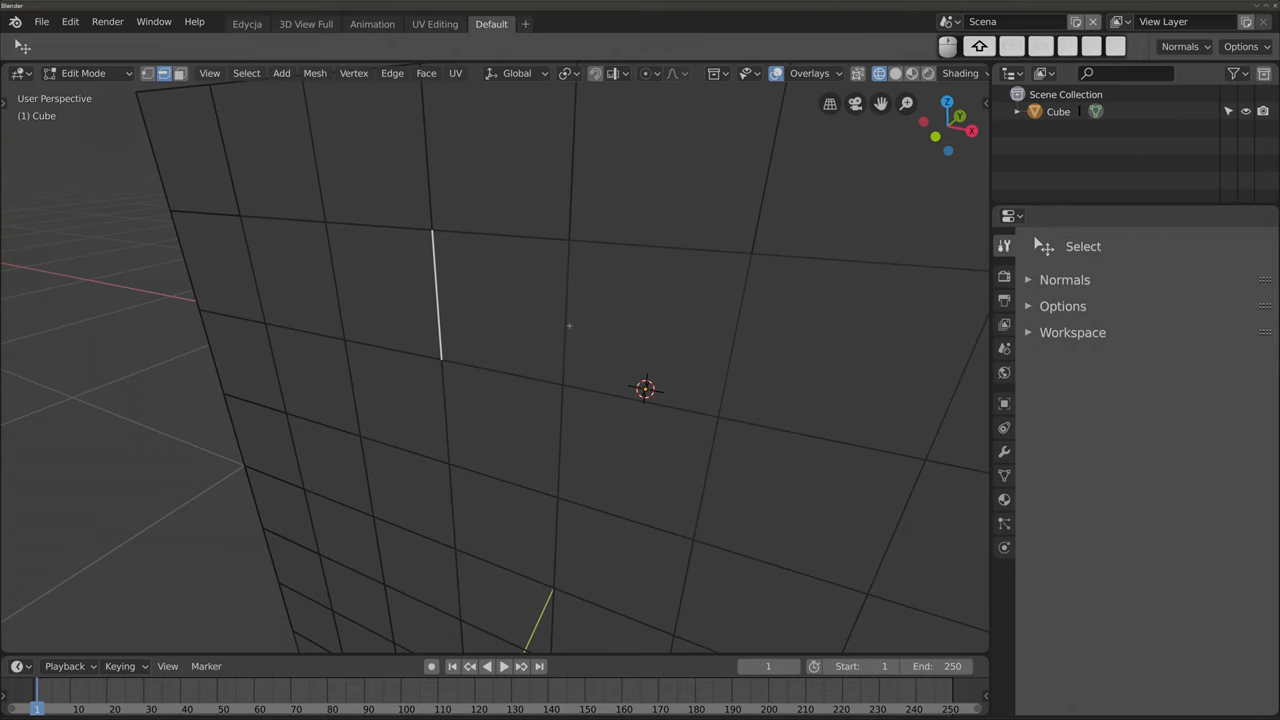 Blender
File Edit Render Window Help
Edycja 3D View Full Animation UV Editing Default +
Scena
View Layer
Normals Options
Edit Mode
View Select Add Mesh Vertex Edge Face UV
Global
Overlays
Shading
User Perspective
(1) Cube
Z
Y
X
Scene Collection
Cube
Select
Normals
Options
Workspace
Playback Keying View Marker
1
Start: 1
End: 250
1 10 20 30 40 50 60 70 80 90 100 110 120 130 140 150 160 170 180 190 200 210 220 230 240 250